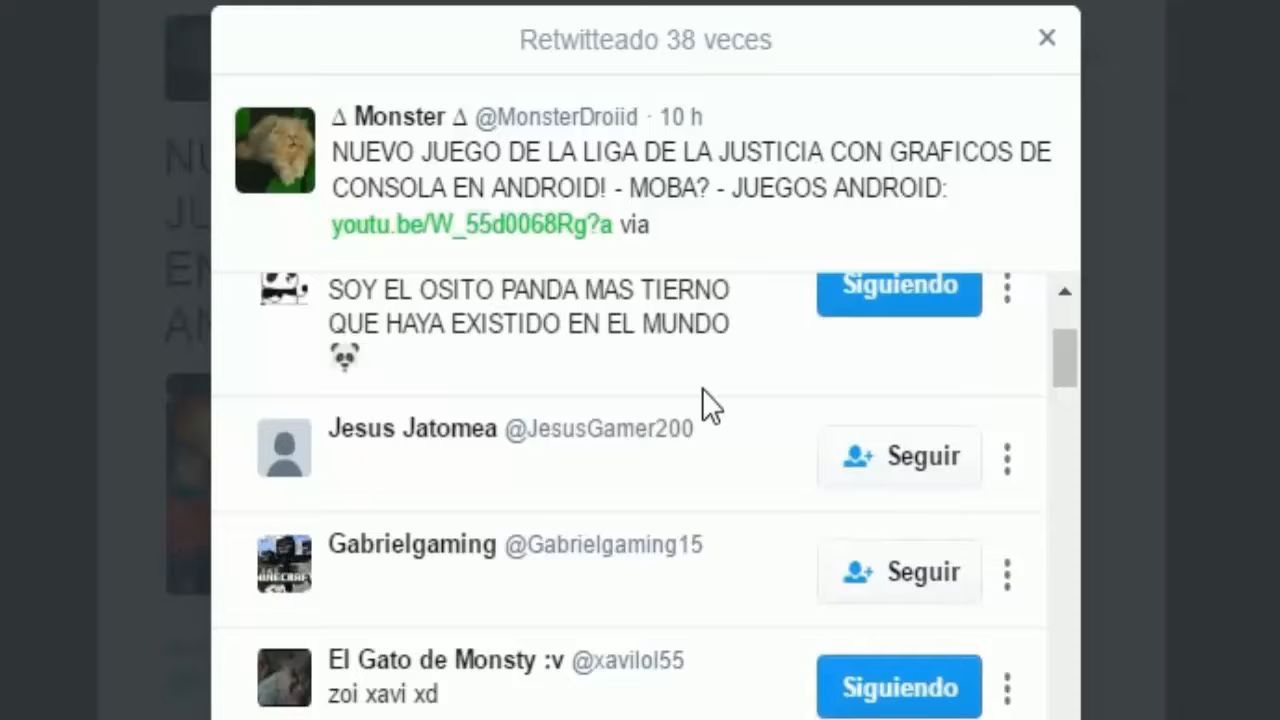 Retwitteado 38 veces
Δ Monster Δ @MonsterDroiid · 10 h
NUEVO JUEGO DE LA LIGA DE LA JUSTICIA CON GRAFICOS DE
CONSOLA EN ANDROID! - MOBA? - JUEGOS ANDROID:
youtu.be/W_55d0068Rg?a via
SOY EL OSITO PANDA MAS TIERNO
QUE HAYA EXISTIDO EN EL MUNDO
🐼
Siguiendo
Jesus Jatomea @JesusGamer200
Seguir
Gabrielgaming @Gabrielgaming15
Seguir
El Gato de Monsty :v @xavilol55
zoi xavi xd
Siguiendo